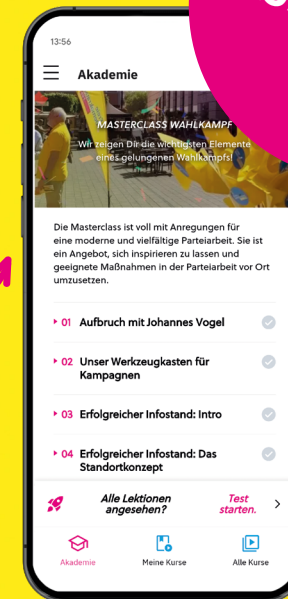 13:56
Akademie
MASTERCLASS WAHLKAMPF
Wir zeigen Dir die wichtigsten Elemente
eines gelungenen Wahlkampfs!
Die Masterclass ist voll mit Anregungen für
eine moderne und vielfältige Parteiarbeit. Sie ist
ein Angebot, sich inspirieren zu lassen und
geeignete Maßnahmen in der Parteiarbeit vor Ort
umzusetzen.
01 Aufbruch mit Johannes Vogel
02 Unser Werkzeugkasten für
Kampagnen
03 Erfolgreicher Infostand: Intro
04 Erfolgreicher Infostand: Das
Standortkonzept
Alle Lektionen
angesehen?
Test
starten.
Akademie
Meine Kurse
Alle Kurse